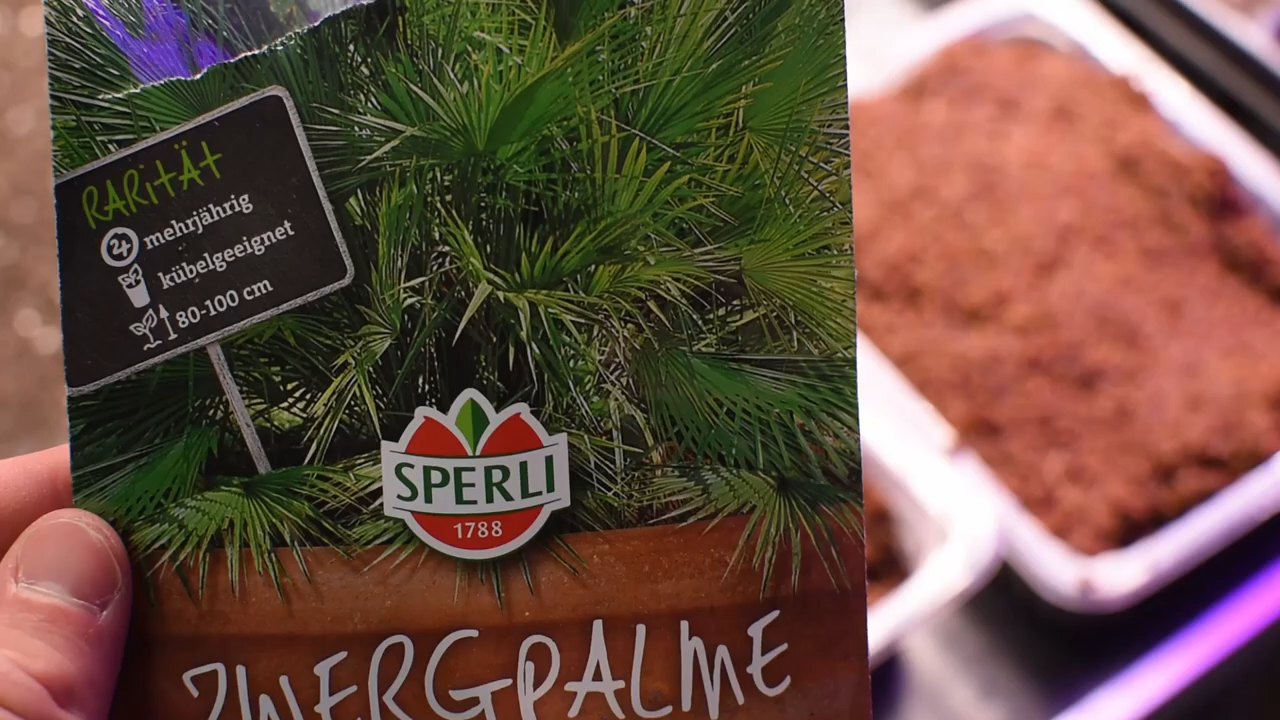 RARiTÄT
mehrjährig
kübelgeeignet
80-100 cm
SPERLI
1788
ZWERGPALME